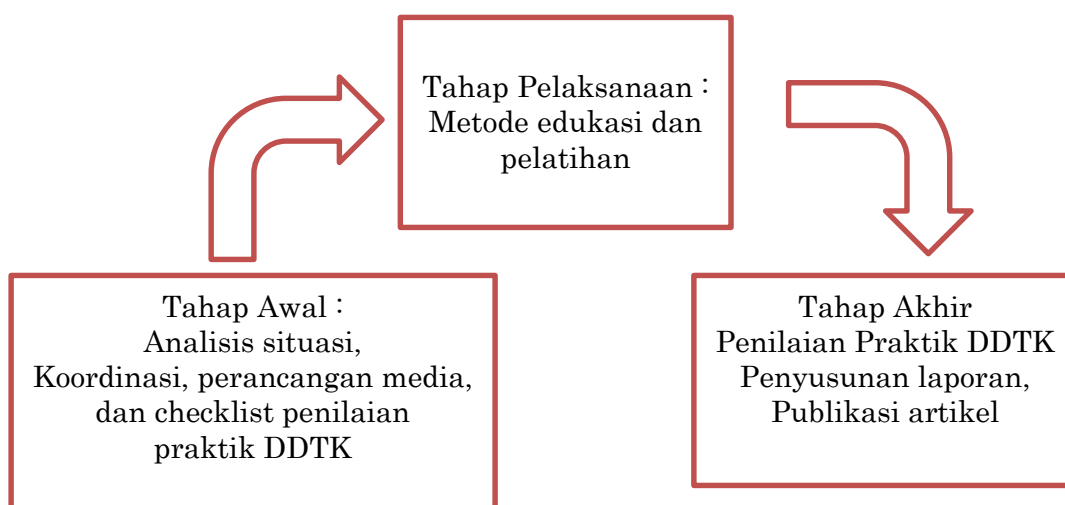 Tahap Pelaksanaan :
Metode edukasi dan
pelatihan
Tahap Awal :
Analisis situasi,
Koordinasi, perancangan media,
dan checklist penilaian
praktik DDTK
Tahap Akhir
Penilaian Praktik DDTK
Penyusunan laporan,
Publikasi artikel